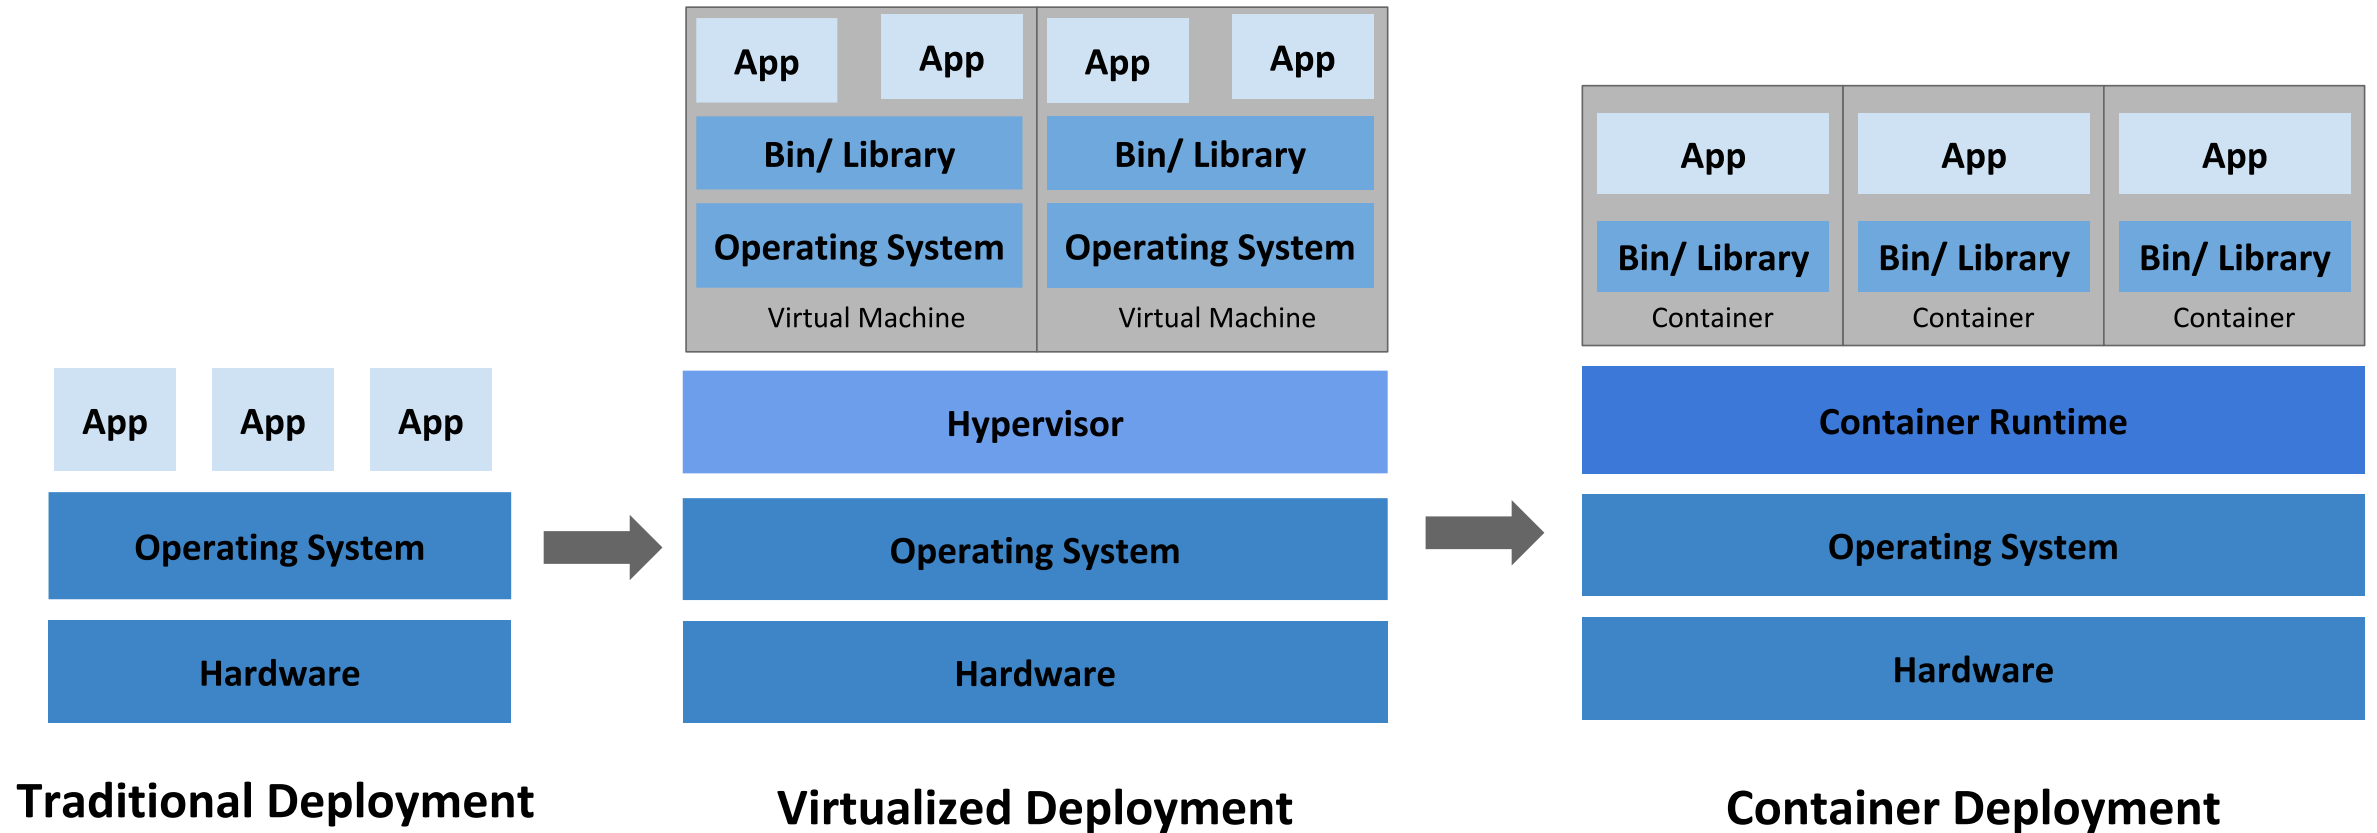 App
App
App
Operating System
Hardware
Traditional Deployment
App
App
App
App
Bin/ Library
Bin/ Library
Operating System
Operating System
Virtual Machine
Virtual Machine
Hypervisor
Operating System
Hardware
Virtualized Deployment
App
App
App
Bin/ Library
Bin/ Library
Bin/ Library
Container
Container
Container
Container Runtime
Operating System
Hardware
Container Deployment